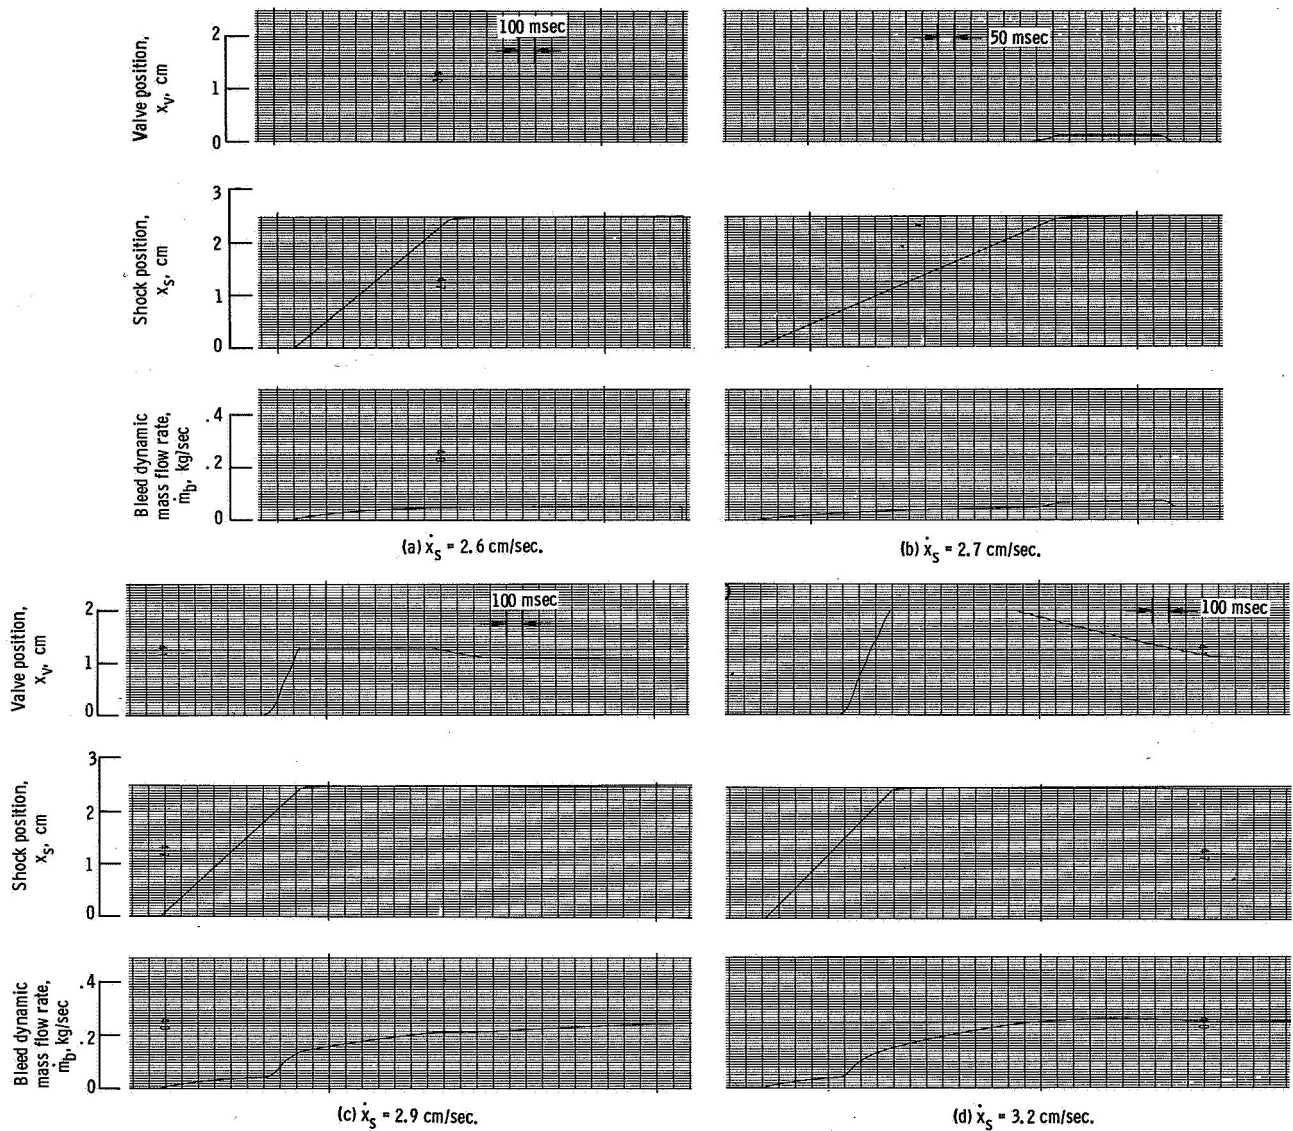 Valve position,
x_v, cm
2
1
0
100 msec
50 msec
Shock position,
x_s, cm
3
2
1
0
Bleed dynamic
mass flow rate,
ṁ_b, kg/sec
.4
.2
0
(a) ẋ_s = 2.6 cm/sec.
(b) ẋ_s = 2.7 cm/sec.
Valve position,
x_v, cm
2
1
0
100 msec
100 msec
Shock position,
x_s, cm
3
2
1
0
Bleed dynamic
mass flow rate,
ṁ_b, kg/sec
.4
.2
0
(c) ẋ_s = 2.9 cm/sec.
(d) ẋ_s = 3.2 cm/sec.